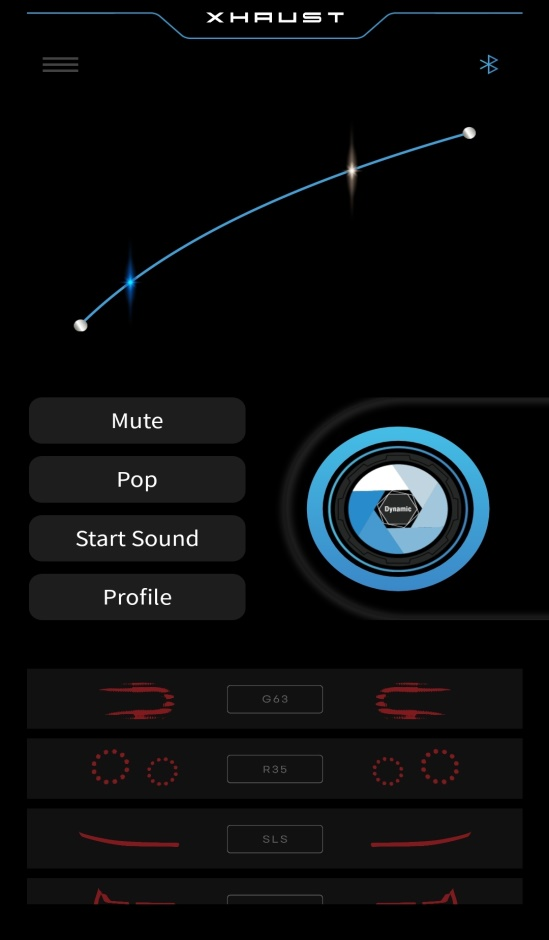 XHAUST
Mute
Pop
Start Sound
Profile
Dynamic
G63
R35
SLS